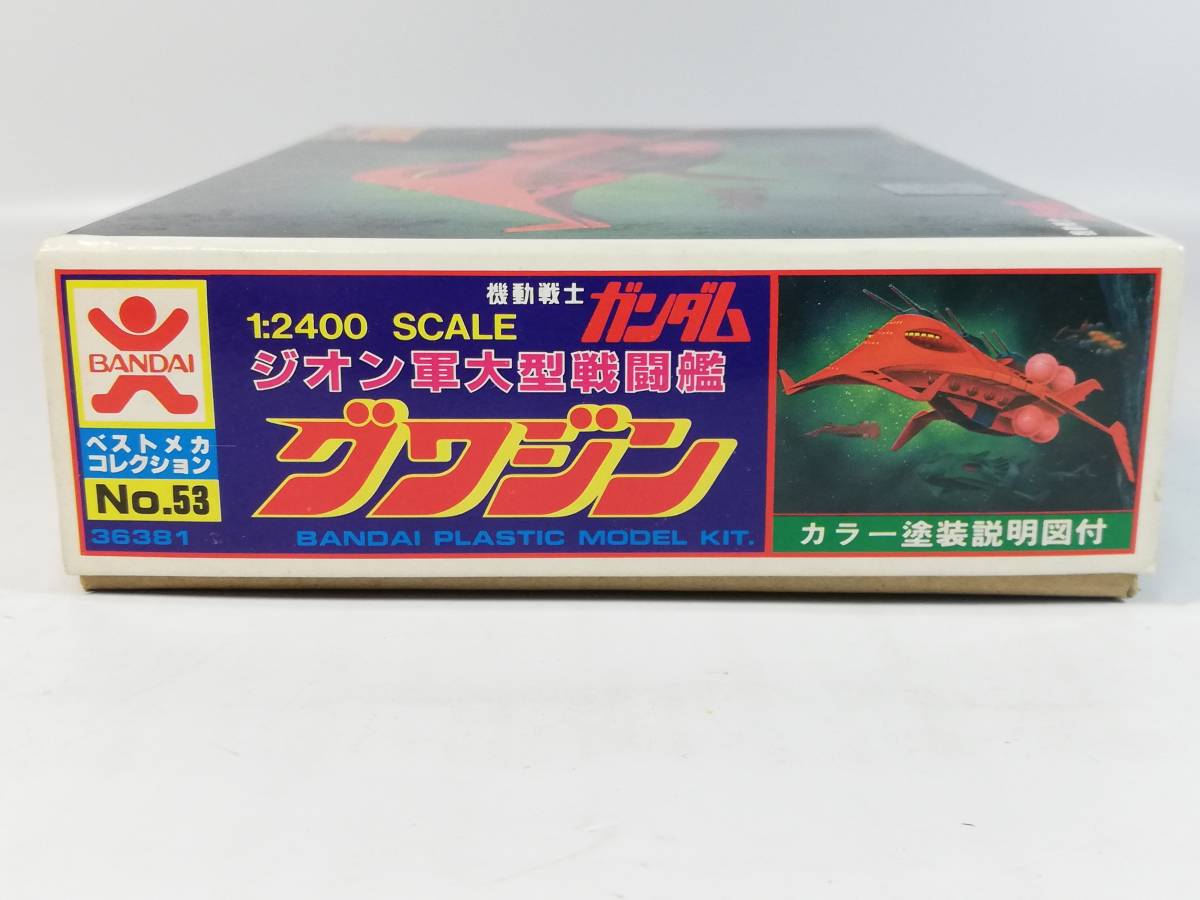 BANDAI
ベストメカ
コレクション
No.53
36381
機動戦士 ガンダム
1:2400 SCALE
ジオン軍大型戦闘艦
グワジン
BANDAI PLASTIC MODEL KIT.
カラー塗装説明図付